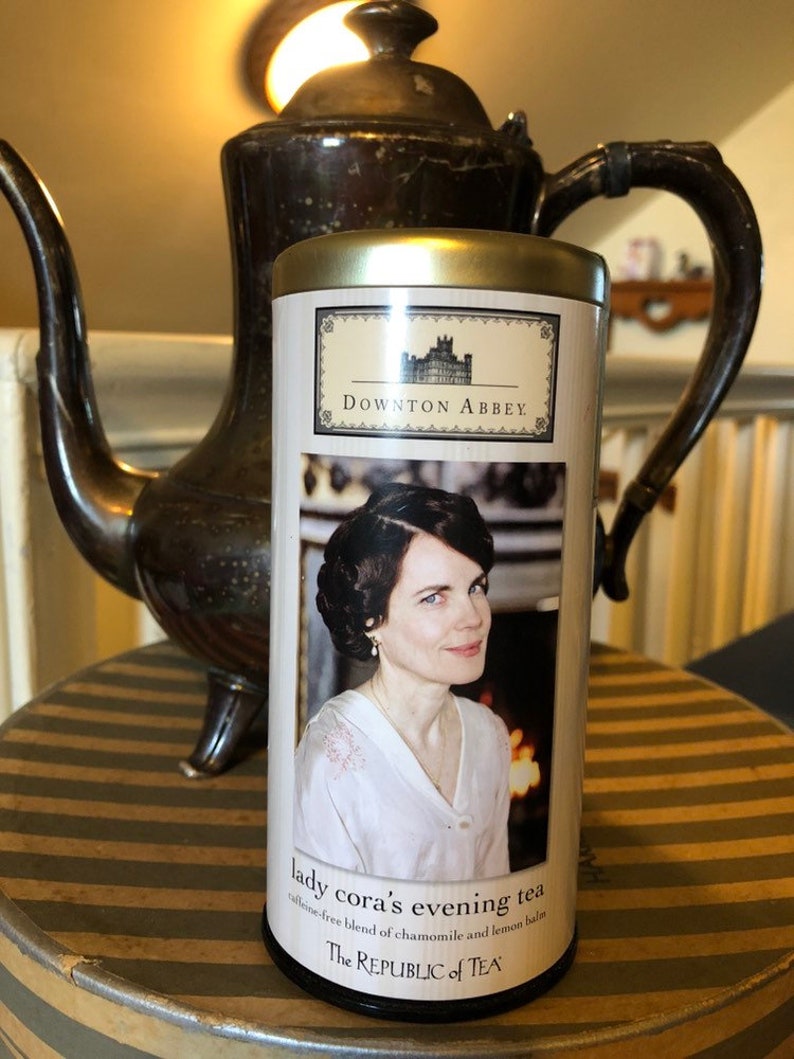 DOWNTON ABBEY.
lady cora's evening tea
caffeine-free blend of chamomile and lemon balm
The REPUBLIC of TEA®